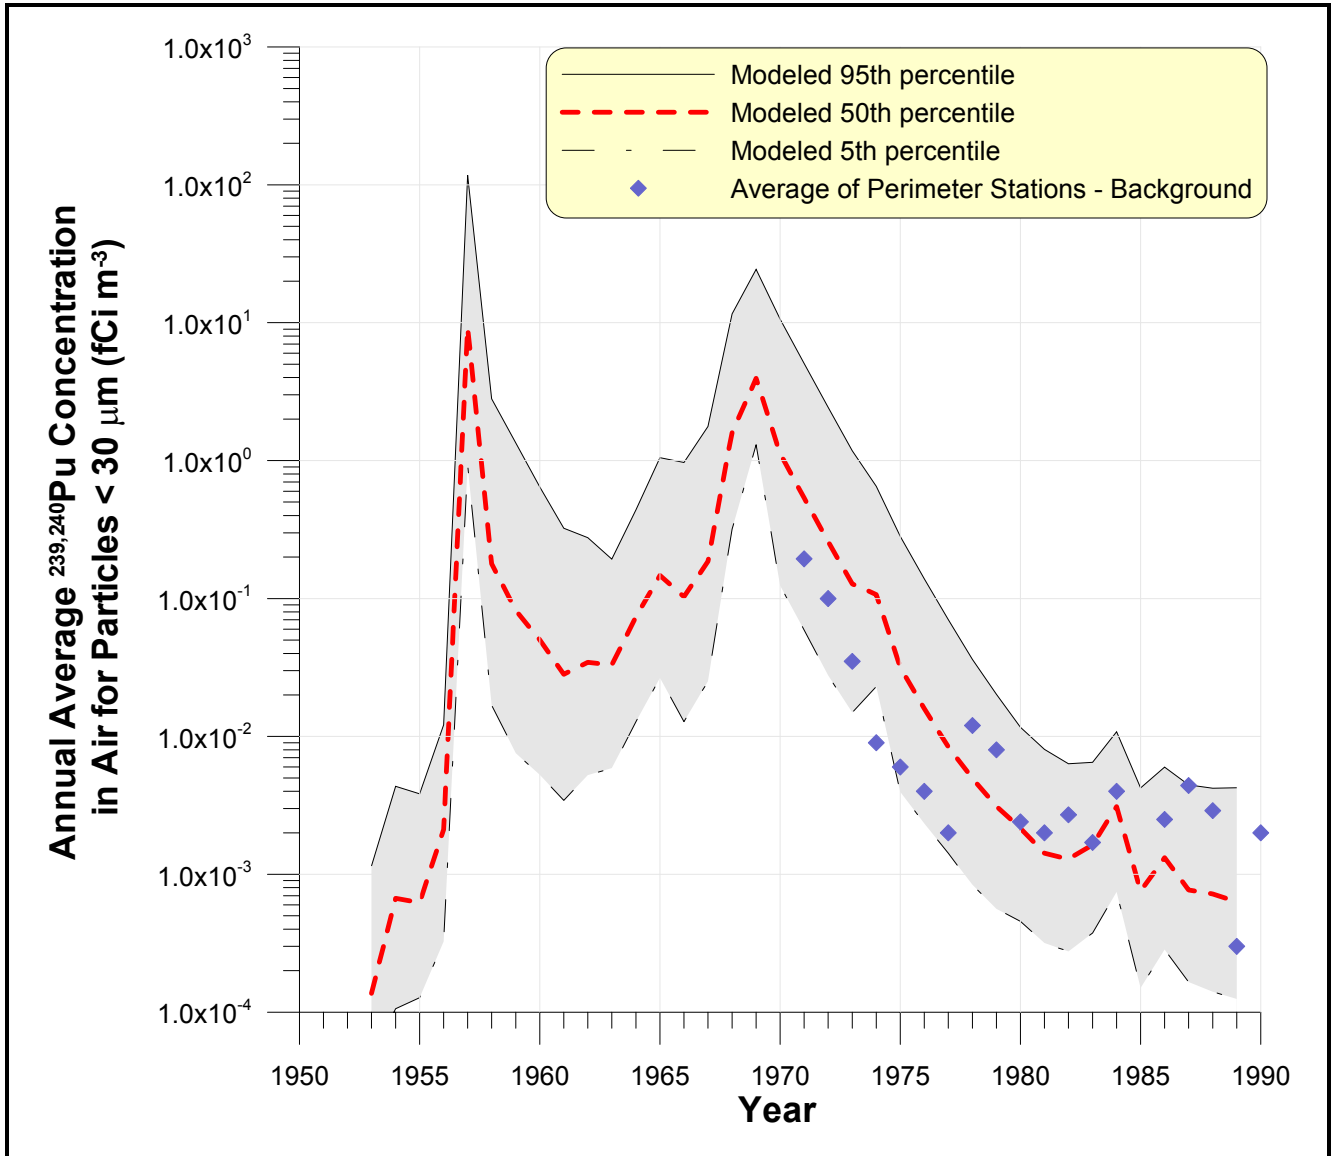 1.0x10³
1.0x10²
1.0x10¹
1.0x10⁰
1.0x10⁻¹
1.0x10⁻²
1.0x10⁻³
1.0x10⁻⁴
Annual Average ²³⁹,²⁴⁰Pu Concentration
in Air for Particles < 30 μm (fCi m⁻³)
Modeled 95th percentile
Modeled 50th percentile
Modeled 5th percentile
Average of Perimeter Stations - Background
1950 1955 1960 1965 1970 1975 1980 1985 1990
Year